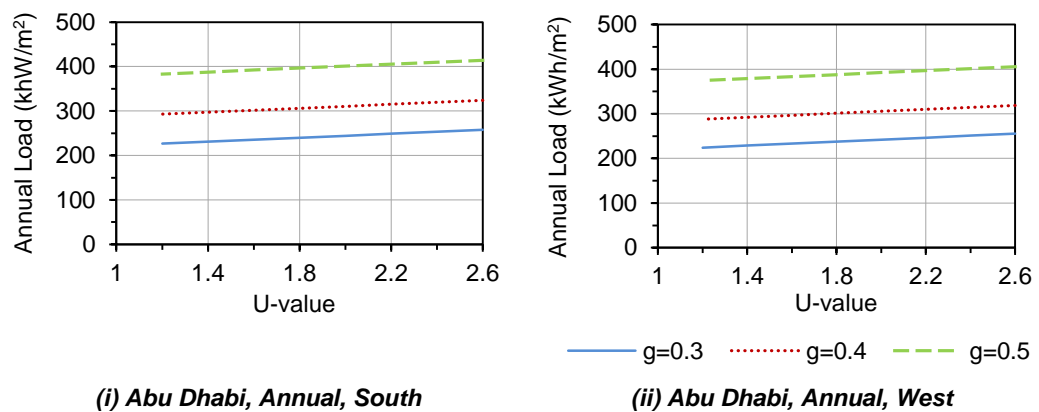 Annual Load (khW/m²)
500
400
300
200
100
0
1 1.4 1.8 2.2 2.6
U-value
Annual Load (kWh/m²)
500
400
300
200
100
0
1 1.4 1.8 2.2 2.6
U-value
g=0.3 g=0.4 g=0.5
(i) Abu Dhabi, Annual, South
(ii) Abu Dhabi, Annual, West